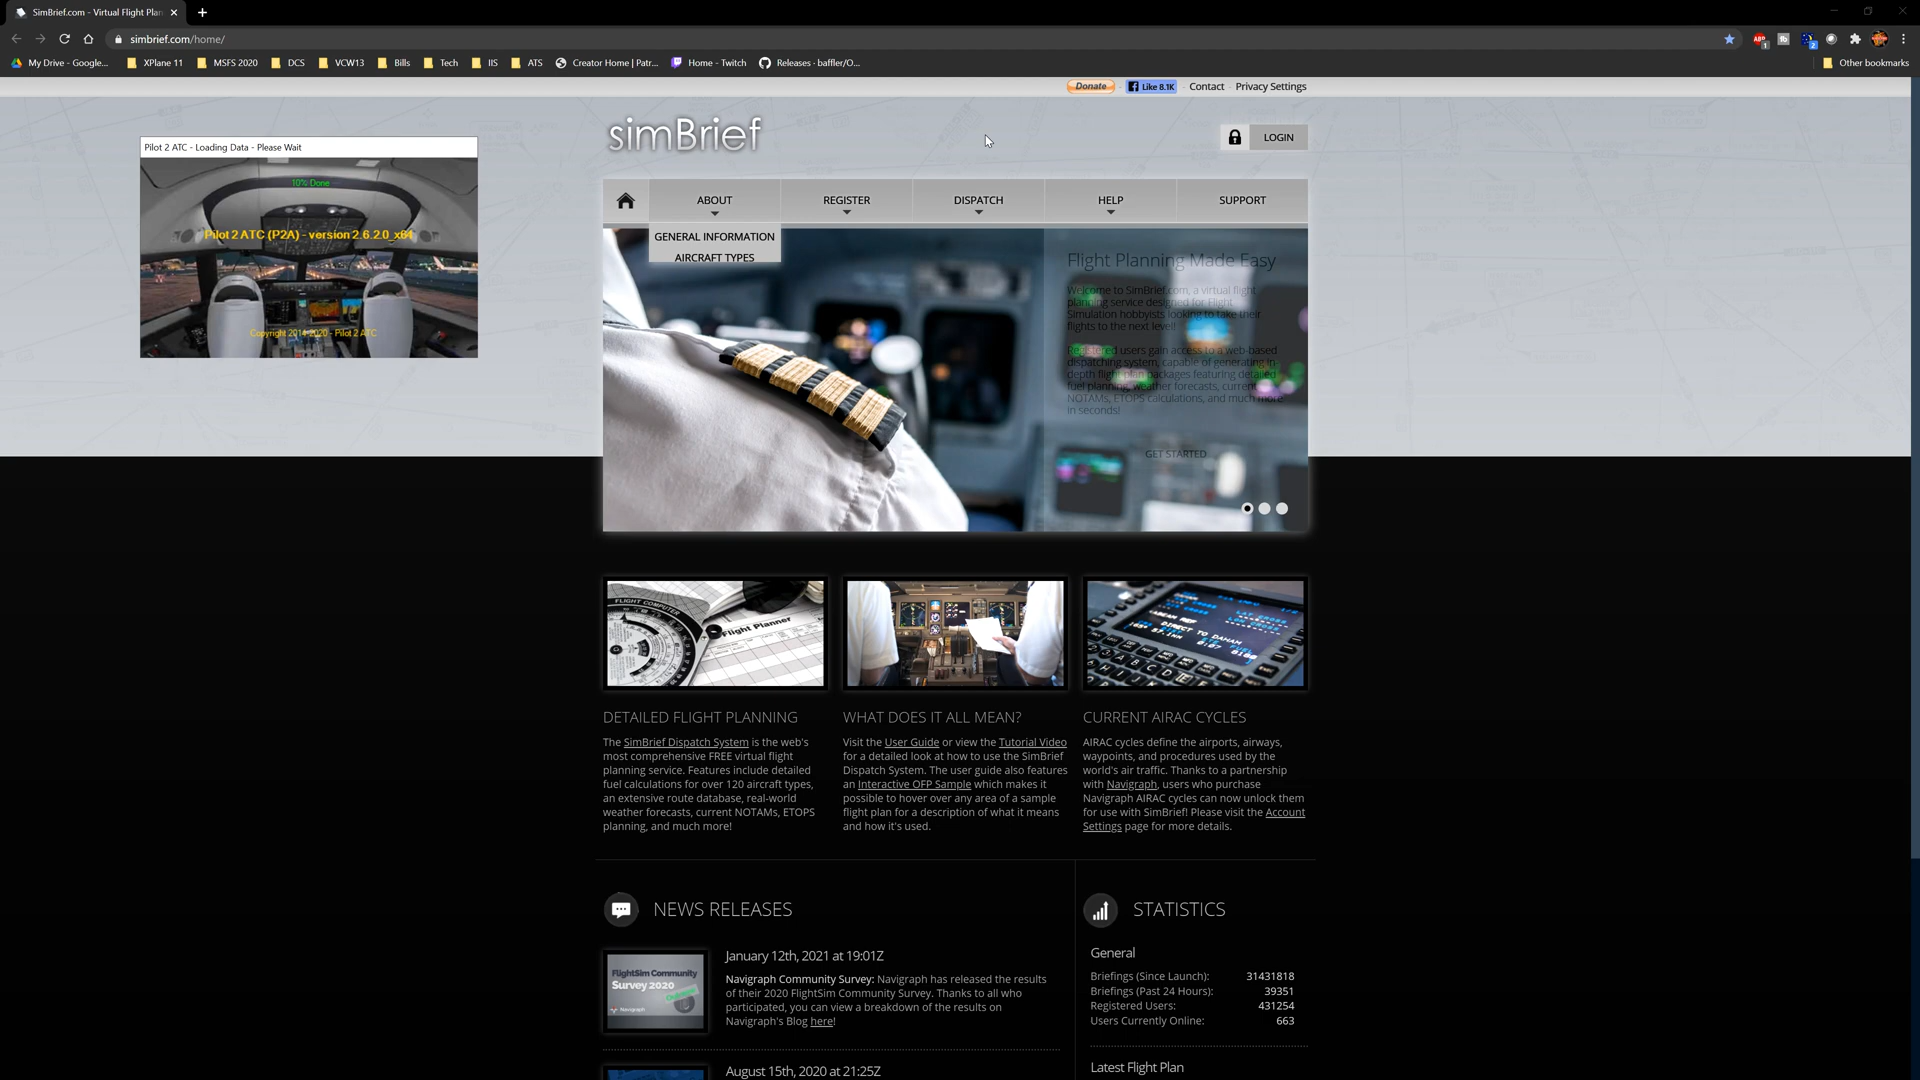 SimBrief.com - Virtual Flight Plan
simbrief.com/home/
My Drive - Google... XPlane 11 MSFS 2020 DCS VCW13 Bills Tech IIS ATS Creator Home | Patr... Home - Twitch Releases · baffler/O... Other bookmarks
Donate Like 8.1K Contact Privacy Settings
simBrief
LOGIN
Pilot 2 ATC - Loading Data - Please Wait
10% Done
Pilot 2 ATC (P2A) - version 2.6.2.0_x64
Copyright 2014-2020 - Pilot 2 ATC
ABOUT REGISTER DISPATCH HELP SUPPORT
GENERAL INFORMATION
AIRCRAFT TYPES
Flight Planning Made Easy
Welcome to SimBrief.com, a virtual flight
planning service designed for Flight
Simulation hobbyists looking to take their
flights to the next level!
Registered users gain access to a web-based
dispatching system, capable of generating in
depth flight plan packages featuring detailed
fuel planning, weather forecasts, current
NOTAMs, ETOPS calculations, and much more
in seconds!
GET STARTED
FLIGHT COMPUTER
Flight Planner
DIRECT TO DAHAM
DETAILED FLIGHT PLANNING
The SimBrief Dispatch System is the web's
most comprehensive FREE virtual flight
planning service. Features include detailed
fuel calculations for over 120 aircraft types,
an extensive route database, real-world
weather forecasts, current NOTAMs, ETOPS
planning, and much more!
WHAT DOES IT ALL MEAN?
Visit the User Guide or view the Tutorial Video
for a detailed look at how to use the SimBrief
Dispatch System. The user guide also features
an Interactive OFP Sample which makes it
possible to hover over any area of a sample
flight plan for a description of what it means
and how it's used.
CURRENT AIRAC CYCLES
AIRAC cycles define the airports, airways,
waypoints, and procedures used by the
world's air traffic. Thanks to a partnership
with Navigraph, users who purchase
Navigraph AIRAC cycles can now unlock them
for use with SimBrief! Please visit the Account
Settings page for more details.
NEWS RELEASES
January 12th, 2021 at 19:01Z
FlightSim Community
Survey 2020
Navigraph
Navigraph Community Survey: Navigraph has released the results
of their 2020 FlightSim Community Survey. Thanks to all who
participated, you can view a breakdown of the results on
Navigraph's Blog here!
August 15th, 2020 at 21:25Z
STATISTICS
General
Briefings (Since Launch): 31431818
Briefings (Past 24 Hours): 39351
Registered Users: 431254
Users Currently Online: 663
Latest Flight Plan